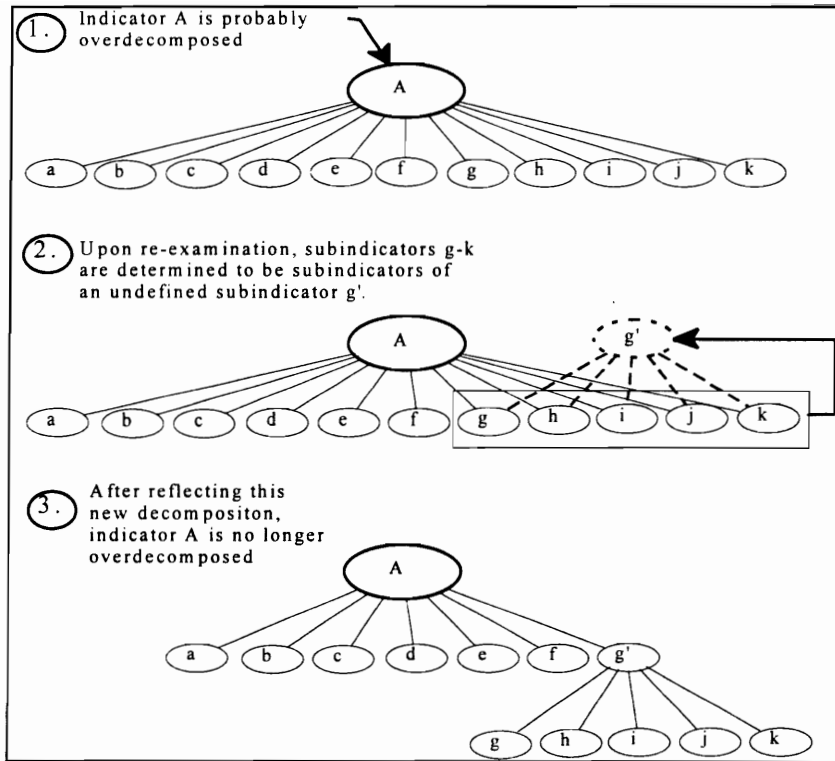 1. Indicator A is probably
overdecomposed
A
a b c d e f g h i j k
2. Upon re-examination, subindicators g-k
are determined to be subindicators of
an undefined subindicator g'.
A g'
a b c d e f g h i j k
3. After reflecting this
new decompositon,
indicator A is no longer
overdecomposed
A
a b c d e f g'
g h i j k